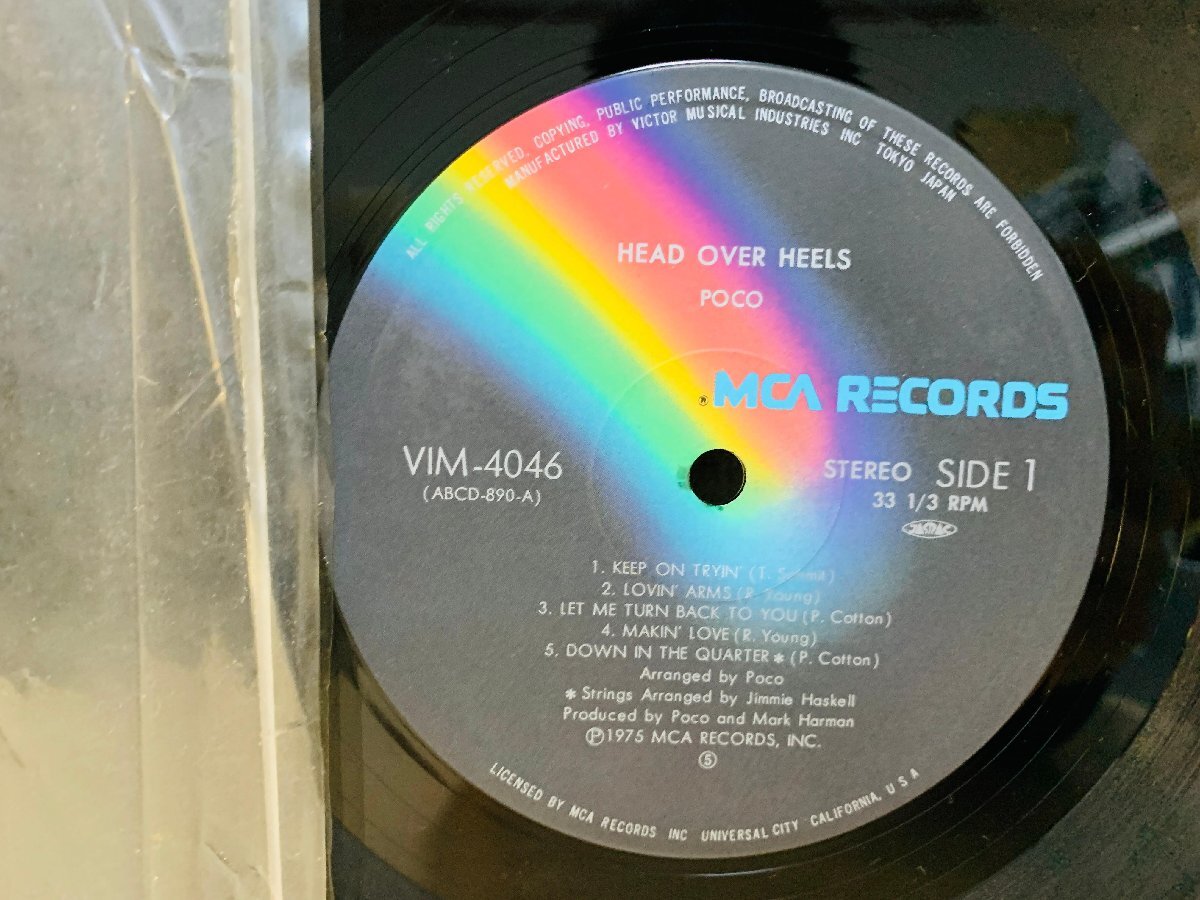 ALL RIGHTS RESERVED. COPYING, PUBLIC PERFORMANCE, BROADCASTING OF THESE RECORDS ARE FORBIDDEN
MANUFACTURED BY VICTOR MUSICAL INDUSTRIES INC TOKYO JAPAN
HEAD OVER HEELS
POCO
® MCA RECORDS
VIM-4046
(ABCD-890-A)
STEREO SIDE 1
33 1/3 RPM
JASRAC
1. KEEP ON TRYIN' (T.
2. LOVIN' ARMS (R. Young)
3. LET ME TURN BACK TO YOU (P. Cotton)
4. MAKIN' LOVE (R. Young)
5. DOWN IN THE QUARTER * (P. Cotton)
Arranged by Poco
* Strings Arranged by Jimmie Haskell
Produced by Poco and Mark Harman
℗1975 MCA RECORDS, INC.
⑤
LICENSED BY MCA RECORDS INC UNIVERSAL CITY CALIFORNIA, U S A